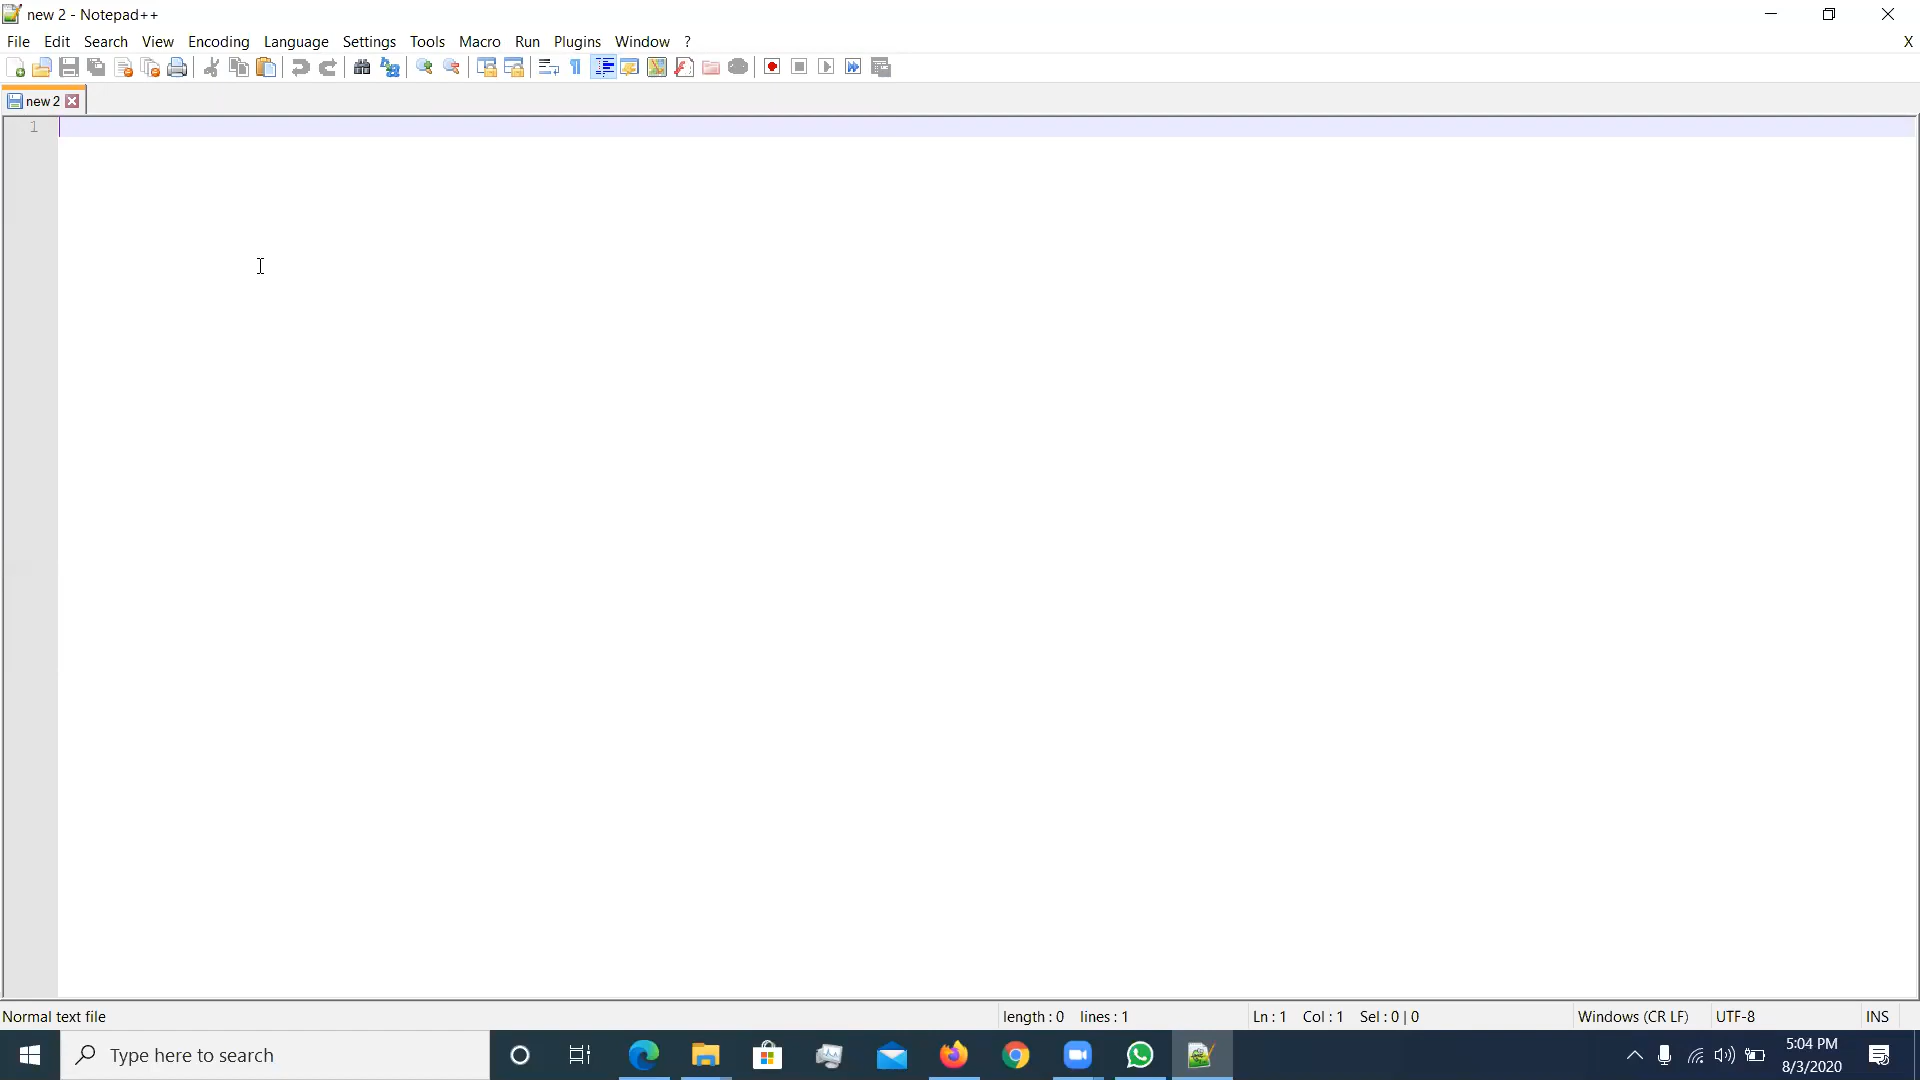 new 2 - Notepad++
File Edit Search View Encoding Language Settings Tools Macro Run Plugins Window ? X
new 2
1
Normal text file length : 0 lines : 1 Ln : 1 Col : 1 Sel : 0 | 0 Windows (CR LF) UTF-8 INS
Type here to search
5:04 PM
8/3/2020